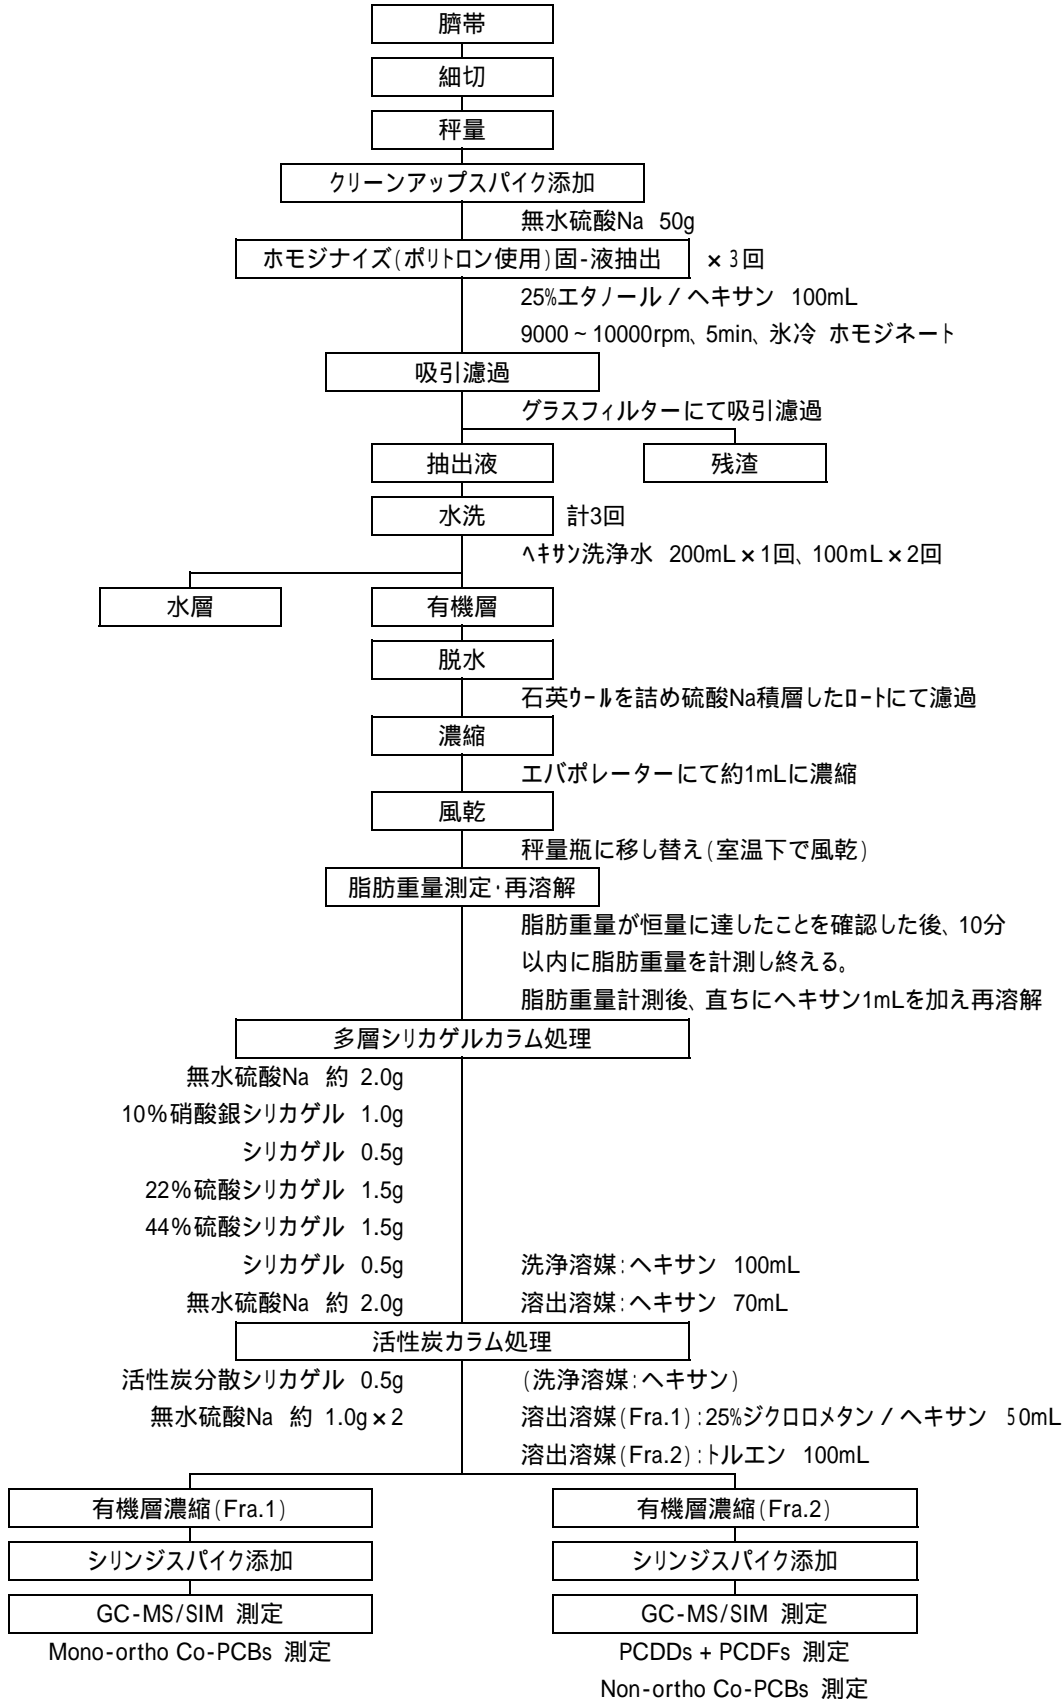 臍帯
細切
秤量
クリーンアップスパイク添加
無水硫酸Na 50g
ホモジナイズ(ポリトロン使用)固-液抽出 ×3回
25%エタノール / ヘキサン 100mL
9000~10000rpm、5min、氷冷 ホモジネート
吸引濾過
グラスフィルターにて吸引濾過
抽出液 残渣
水洗 計3回
ヘキサン洗浄水 200mL×1回、100mL×2回
水層 有機層
脱水
石英ウールを詰め硫酸Na積層したロートにて濾過
濃縮
エバポレーターにて約1mLに濃縮
風乾
秤量瓶に移し替え(室温下で風乾)
脂肪重量測定・再溶解
脂肪重量が恒量に達したことを確認した後、10分
以内に脂肪重量を計測し終える。
脂肪重量計測後、直ちにヘキサン1mLを加え再溶解
多層シリカゲルカラム処理
無水硫酸Na 約 2.0g
10%硝酸銀シリカゲル 1.0g
シリカゲル 0.5g
22%硫酸シリカゲル 1.5g
44%硫酸シリカゲル 1.5g
シリカゲル 0.5g 洗浄溶媒:ヘキサン 100mL
無水硫酸Na 約 2.0g 溶出溶媒:ヘキサン 70mL
活性炭カラム処理
活性炭分散シリカゲル 0.5g (洗浄溶媒:ヘキサン)
無水硫酸Na 約 1.0g×2 溶出溶媒(Fra.1):25%ジクロロメタン / ヘキサン 50mL
溶出溶媒(Fra.2):トルエン 100mL
有機層濃縮(Fra.1) 有機層濃縮(Fra.2)
シリンジスパイク添加 シリンジスパイク添加
GC-MS/SIM 測定 GC-MS/SIM 測定
Mono-ortho Co-PCBs 測定 PCDDs + PCDFs 測定
Non-ortho Co-PCBs 測定